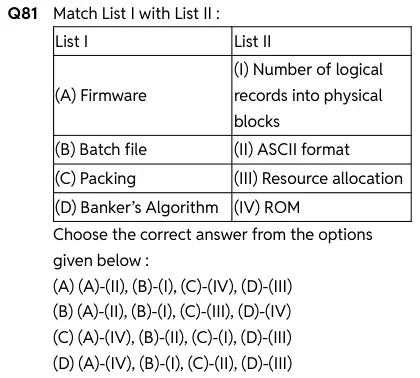 Q81 Match List I with List II :
List I List II
(A) Firmware (I) Number of logical records into physical blocks
(B) Batch file (II) ASCII format
(C) Packing (III) Resource allocation
(D) Banker's Algorithm (IV) ROM
Choose the correct answer from the options
given below :
(A) (A)-(II), (B)-(I), (C)-(IV), (D)-(III)
(B) (A)-(II), (B)-(I), (C)-(III), (D)-(IV)
(C) (A)-(IV), (B)-(II), (C)-(I), (D)-(III)
(D) (A)-(IV), (B)-(I), (C)-(II), (D)-(III)